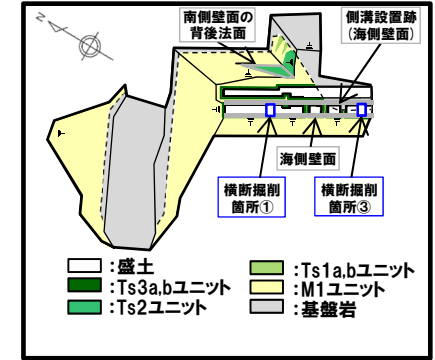 N
南側壁面の
背後法面
側溝設置跡
(海側壁面)
海側壁面
横断掘削
箇所①
横断掘削
箇所③
:盛土
:Ts3a,bユニット
:Ts2ユニット
:Ts1a,bユニット
:M1ユニット
:基盤岩